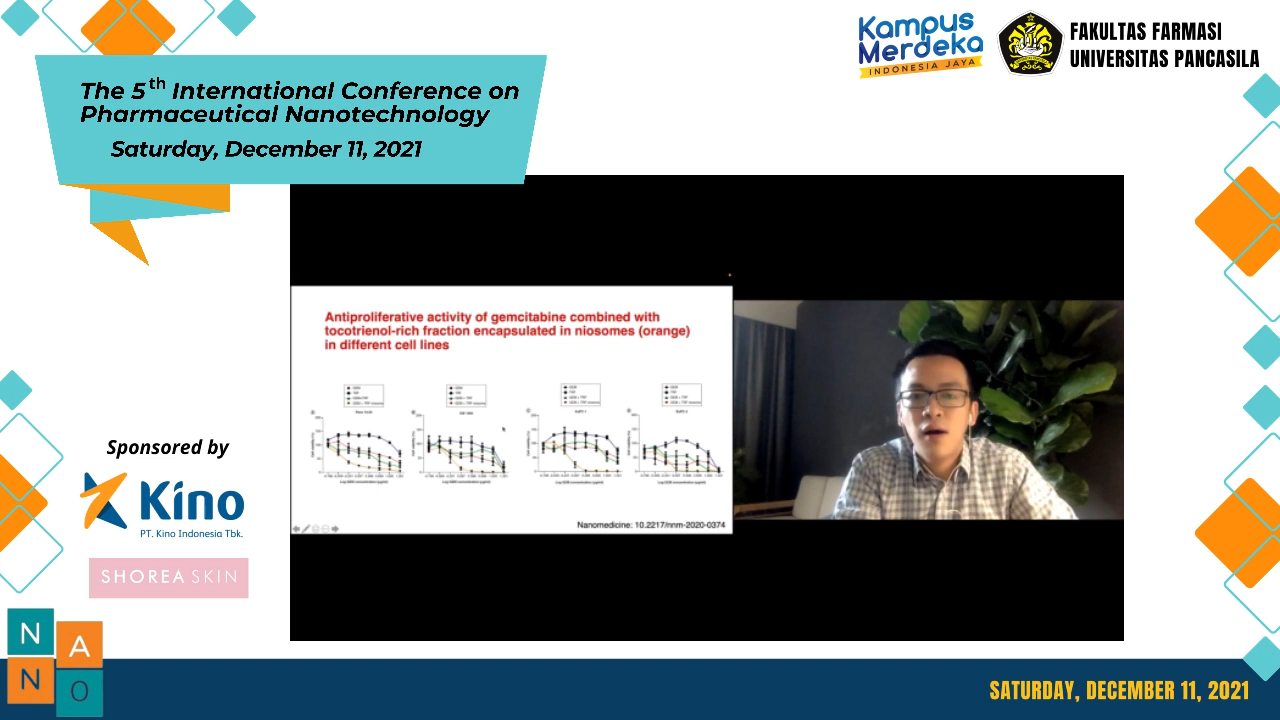 Kampus
Merdeka
INDONESIA JAYA
FAKULTAS FARMASI
UNIVERSITAS PANCASILA
The 5th International Conference on
Pharmaceutical Nanotechnology
Saturday, December 11, 2021
Antiproliferative activity of gemcitabine combined with
tocotrienol-rich fraction encapsulated in niosomes (orange)
in different cell lines
Nanomedicine: 10.2217/nnm-2020-0374
Sponsored by
Kino
PT. Kino Indonesia Tbk.
SHOREA SKIN
N A
N O
SATURDAY, DECEMBER 11, 2021